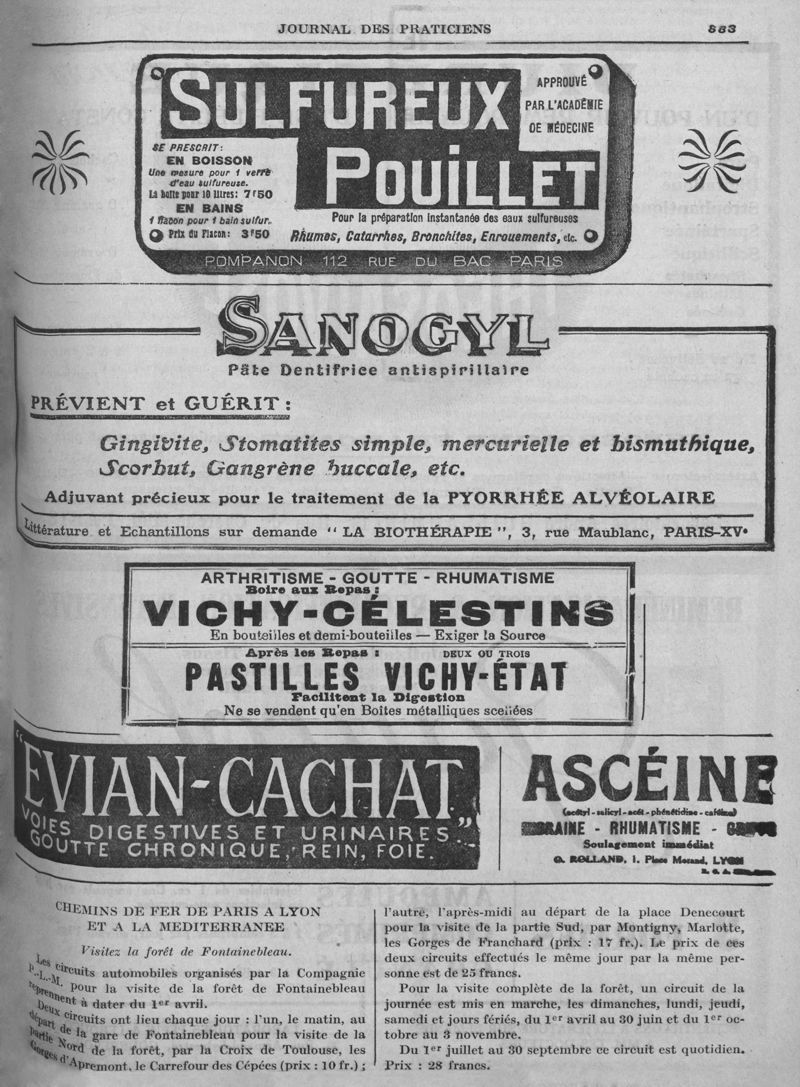 JOURNAL DES PRATICIENS 883
SULFUREUX
POUILLET
APPROUVÉ
PAR L'ACADÉMIE
DE MÉDECINE
SE PRESCRIT:
EN BOISSON
Une mesure pour 1 verre
d'eau sulfureuse.
La boîte pour 10 litres: 7f50
EN BAINS
1 flacon pour 1 bain sulfur.
Prix du Flacon: 3f50
Pour la préparation instantanée des eaux sulfureuses
Rhumes, Catarrhes, Bronchites, Enrouements, etc.
POMPANON 112 RUE DU BAC PARIS
SANOGYL
Pâte Dentifrice antispirillaire
PRÉVIENT et GUÉRIT :
Gingivite, Stomatites simple, mercurielle et bismuthique,
Scorbut, Gangrène buccale, etc.
Adjuvant précieux pour le traitement de la PYORRHÉE ALVÉOLAIRE
Littérature et Echantillons sur demande "LA BIOTHÉRAPIE", 3, rue Maublanc, PARIS-XVe
ARTHRITISME - GOUTTE - RHUMATISME
Boire aux Repas :
VICHY-CÉLESTINS
En bouteilles et demi-bouteilles — Exiger la Source
Après les Repas : DEUX OU TROIS
PASTILLES VICHY-ÉTAT
Facilitent la Digestion
Ne se vendent qu'en Boîtes métalliques scellées
"EVIAN-CACHAT"
VOIES DIGESTIVES ET URINAIRES
GOUTTE CHRONIQUE, REIN, FOIE.
ASCÉINE
(acétyl-salicyl-acét-phénétidine-caféine)
RHUMATISME -
Soulagement immédiat
G. ROLLAND, 1, Place Morand, LYON
CHEMINS DE FER DE PARIS A LYON
ET A LA MEDITERRANEE
Visitez la forêt de Fontainebleau.
Les circuits automobiles organisés par la Compagnie
P.-L.-M. pour la visite de la forêt de Fontainebleau
reprennent à dater du 1er avril.
Deux circuits ont lieu chaque jour : l'un, le matin, au
départ de la gare de Fontainebleau pour la visite de la
partie Nord de la forêt, par la Croix de Toulouse, les
Gorges d'Apremont, le Carrefour des Cépées (prix : 10 fr.) ;
l'autre, l'après-midi au départ de la place Denecourt
pour la visite de la partie Sud, par Montigny, Marlotte,
les Gorges de Franchard (prix : 17 fr.). Le prix de ces
deux circuits effectués le même jour par la même per-
sonne est de 25 francs.
Pour la visite complète de la forêt, un circuit de la
journée est mis en marche, les dimanches, lundi, jeudi,
samedi et jours fériés, du 1er avril au 30 juin et du 1er oc-
tobre au 3 novembre.
Du 1er juillet au 30 septembre ce circuit est quotidien.
Prix : 28 francs.